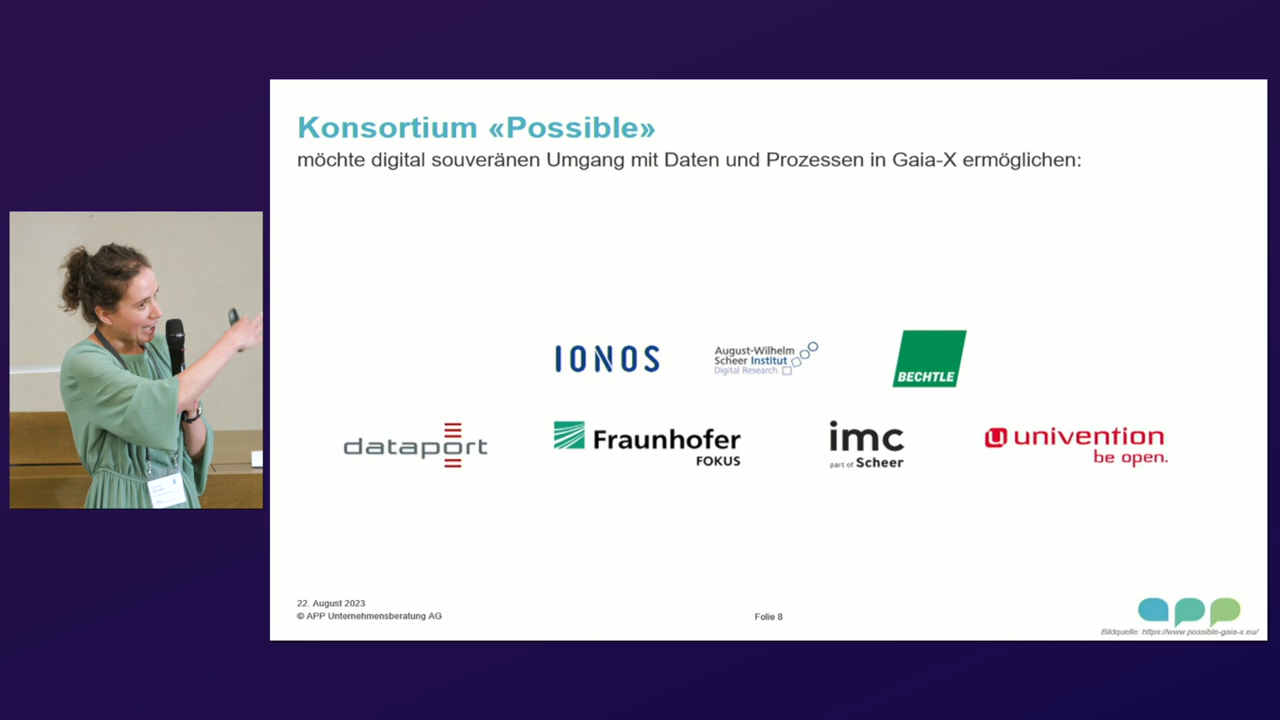 Konsortium «Possible»
möchte digital souveränen Umgang mit Daten und Prozessen in Gaia-X ermöglichen:
IONOS
August-Wilhelm
Scheer Institut
Digital Research
BECHTLE
dataport
Fraunhofer
FOKUS
imc
part of Scheer
univention
be open.
22. August 2023
© APP Unternehmensberatung AG
Folie 8
app
Bildquelle: https://www.possible-gaia-x.eu/